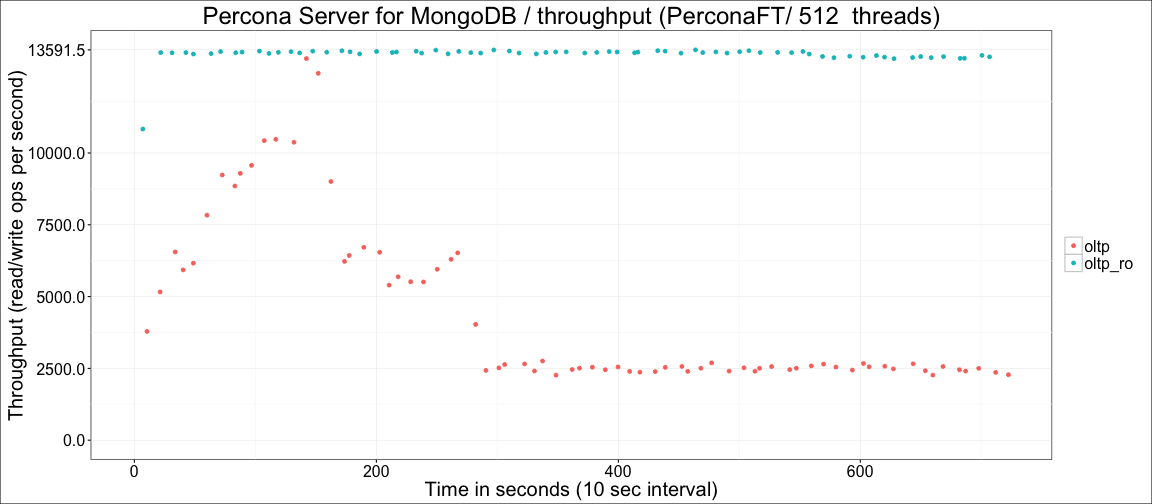 Percona Server for MongoDB / throughput (PerconaFT/ 512  threads)
Throughput (read/write ops per second)
13591.5
10000.0
7500.0
5000.0
2500.0
0.0
oltp
oltp_ro
0 200 400 600
Time in seconds (10 sec interval)